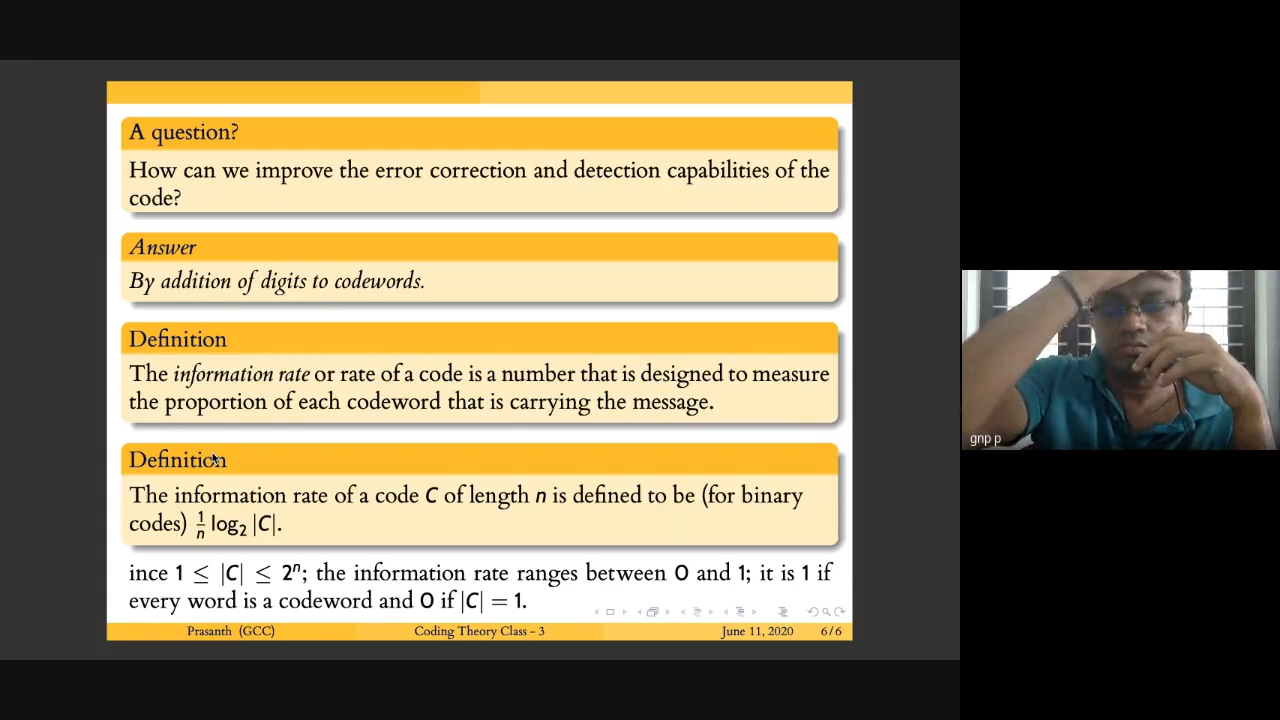 A question?
How can we improve the error correction and detection capabilities of the
code?
Answer
By addition of digits to codewords.
Definition
The information rate or rate of a code is a number that is designed to measure
the proportion of each codeword that is carrying the message.
Definition
The information rate of a code C of length n is defined to be (for binary
codes) 1/n log₂ |C|.
ince 1 ≤ |C| ≤ 2ⁿ; the information rate ranges between 0 and 1; it is 1 if
every word is a codeword and 0 if |C| = 1.
Prasanth (GCC) Coding Theory Class - 3 June 11, 2020 6/6
gnp p